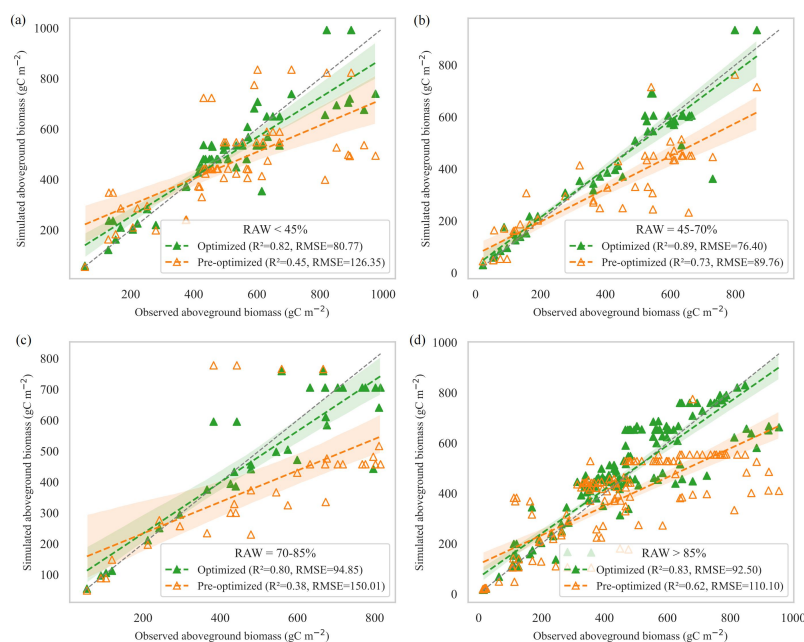 (a)
1000
800
600
400
200
Simulated aboveground biomass (gC m⁻²)
RAW < 45%
Optimized (R²=0.82, RMSE=80.77)
Pre-optimized (R²=0.45, RMSE=126.35)
200 400 600 800 1000
Observed aboveground biomass (gC m⁻²)
(b)
800
600
400
200
0
Simulated aboveground biomass (gC m⁻²)
RAW = 45-70%
Optimized (R²=0.89, RMSE=76.40)
Pre-optimized (R²=0.73, RMSE=89.76)
0 200 400 600 800
Observed aboveground biomass (gC m⁻²)
(c)
800
700
600
500
400
300
200
100
Simulated aboveground biomass (gC m⁻²)
RAW = 70-85%
Optimized (R²=0.80, RMSE=94.85)
Pre-optimized (R²=0.38, RMSE=150.01)
200 400 600 800
Observed aboveground biomass (gC m⁻²)
(d)
1000
800
600
400
200
0
Simulated aboveground biomass (gC m⁻²)
RAW > 85%
Optimized (R²=0.83, RMSE=92.50)
Pre-optimized (R²=0.62, RMSE=110.10)
0 200 400 600 800 1000
Observed aboveground biomass (gC m⁻²)